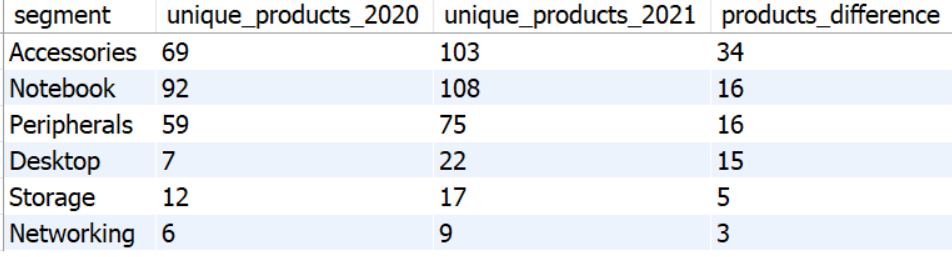 segment unique_products_2020 unique_products_2021 products_difference
Accessories 69 103 34
Notebook 92 108 16
Peripherals 59 75 16
Desktop 7 22 15
Storage 12 17 5
Networking 6 9 3